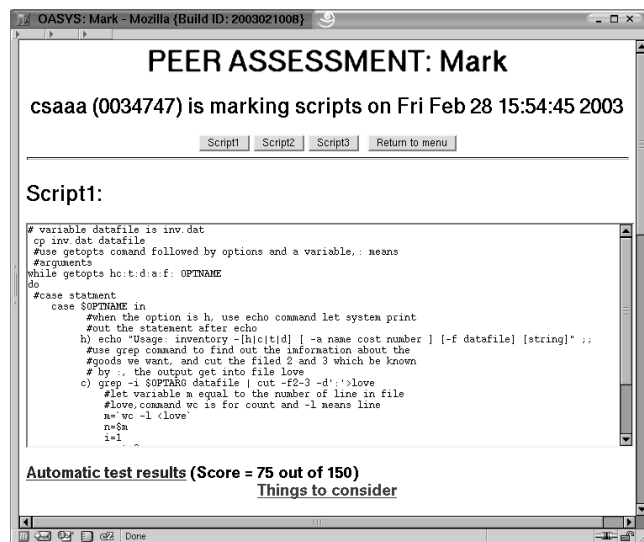 OASYS: Mark - Mozilla {Build ID: 2003021008}
PEER ASSESSMENT: Mark
csaaa (0034747) is marking scripts on Fri Feb 28 15:54:45 2003
Script1 Script2 Script3 Return to menu
Script1:
# variable datafile is inv.dat
cp inv.dat datafile
#use getopts comand followed by options and a variable,: means
#arguments
while getopts hc:t:d:a:f: OPTNAME
do
#case statment
case $OPTNAME in
#when the option is h, use echo command let system print
#out the statement after echo
h) echo "Usage: inventory -[h|c|t|d] [ -a name cost number ] [-f datafile] [string]" ;;
#use grep command to find out the imformation about the
#goods we want, and cut the filed 2 and 3 which be known
# by :, the output get into file love
c) grep -i $OPTARG datafile | cut -f2-3 -d':'>love
#let variable m equal to the number of line in file
#love,command wc is for count and -l means line
m=`wc -l <love`
n=$m
i=1
Automatic test results (Score = 75 out of 150)
Things to consider
Done